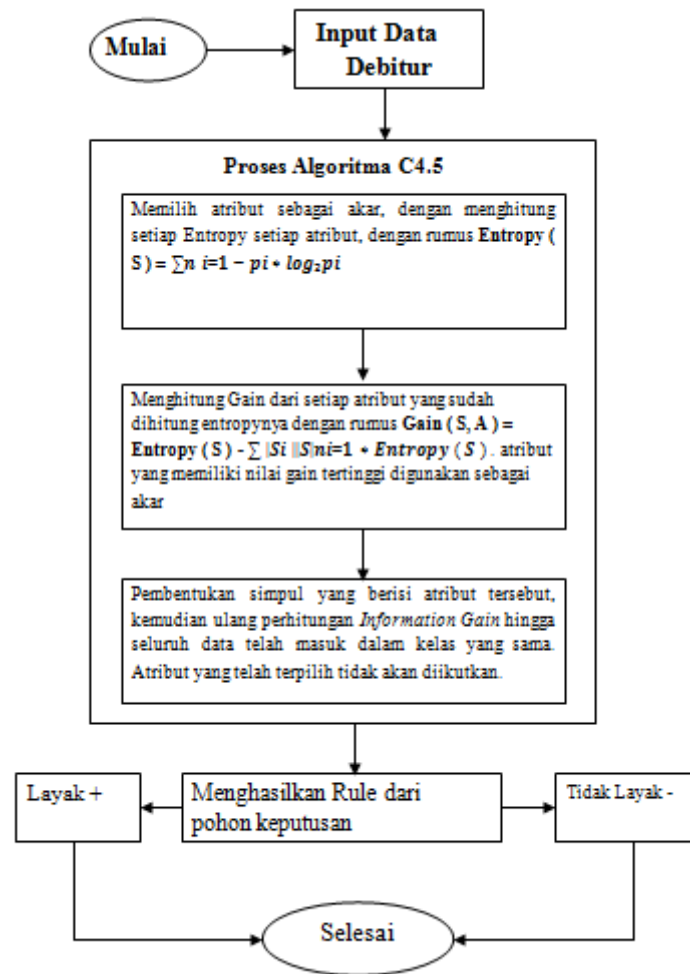 Mulai
Input Data
Debitur
Proses Algoritma C4.5
Memilih atribut sebagai akar, dengan menghitung
setiap Entropy setiap atribut, dengan rumus Entropy (
S ) = ∑n i=1 − pi * log₂pi
Menghitung Gain dari setiap atribut yang sudah
dihitung entropynya dengan rumus Gain ( S, A ) =
Entropy ( S ) - ∑ |Si ||S|ni=1 * Entropy ( S ). atribut
yang memiliki nilai gain tertinggi digunakan sebagai
akar
Pembentukan simpul yang berisi atribut tersebut,
kemudian ulang perhitungan Information Gain hingga
seluruh data telah masuk dalam kelas yang sama.
Atribut yang telah terpilih tidak akan diikutkan.
Layak +
Menghasilkan Rule dari
pohon keputusan
Tidak Layak -
Selesai